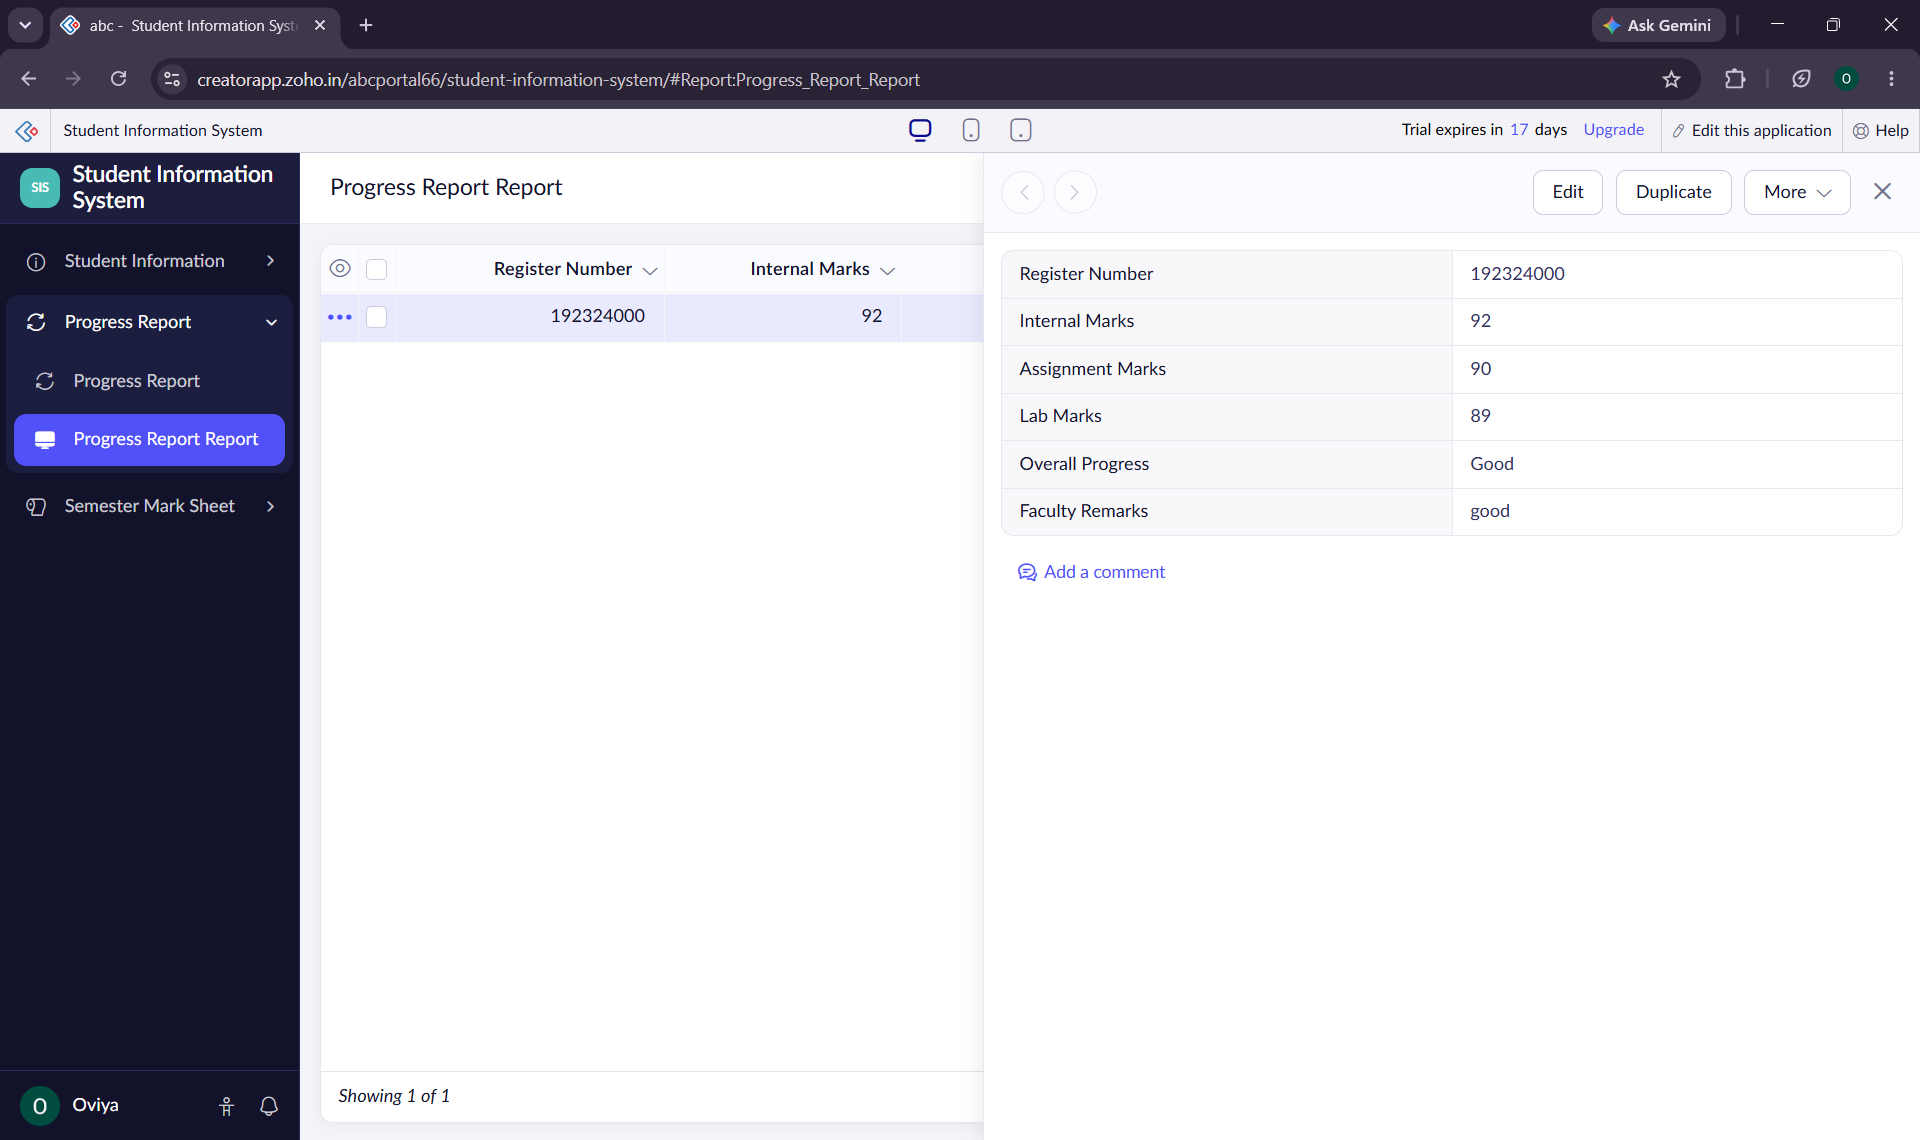 abc - Student Information Syst
Ask Gemini
creatorapp.zoho.in/abcportal66/student-information-system/#Report:Progress_Report_Report
O
Student Information System
Trial expires in 17 days Upgrade
Edit this application
Help
SIS
Student Information
System
Student Information
Progress Report
Progress Report
Progress Report Report
Semester Mark Sheet
O
Oviya
Progress Report Report
Register Number
Internal Marks
192324000
92
Showing 1 of 1
Edit
Duplicate
More
Register Number 192324000
Internal Marks 92
Assignment Marks 90
Lab Marks 89
Overall Progress Good
Faculty Remarks good
Add a comment